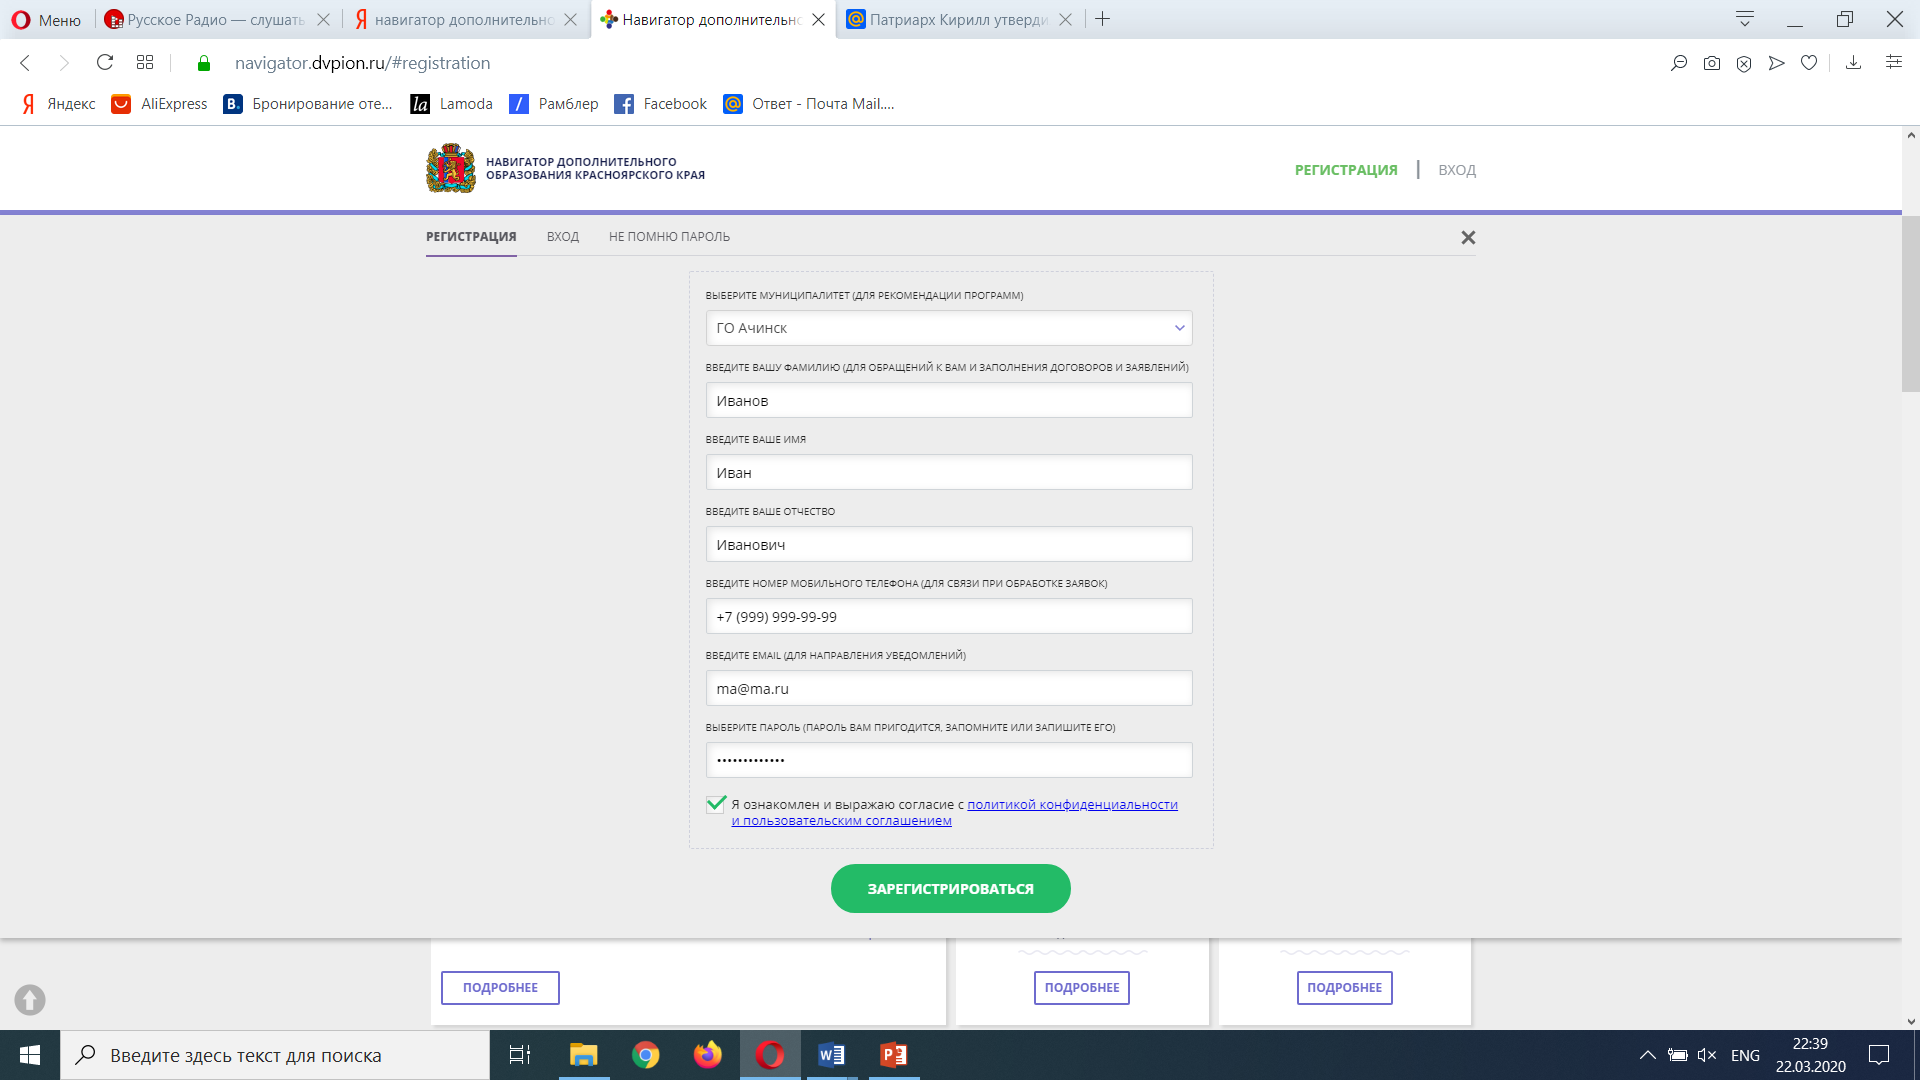 Меню
Русское Радио — слушать
навигатор дополнительно
Навигатор дополнительно
Патриарх Кирилл утверди
navigator.dvpion.ru/#registration
Яндекс
AliExpress
Бронирование оте...
Lamoda
Рамблер
Facebook
Ответ - Почта Mail....
НАВИГАТОР ДОПОЛНИТЕЛЬНОГО
ОБРАЗОВАНИЯ КРАСНОЯРСКОГО КРАЯ
РЕГИСТРАЦИЯ | ВХОД
РЕГИСТРАЦИЯ ВХОД НЕ ПОМНЮ ПАРОЛЬ
ВЫБЕРИТЕ МУНИЦИПАЛИТЕТ (ДЛЯ РЕКОМЕНДАЦИИ ПРОГРАММ)
ГО Ачинск
ВВЕДИТЕ ВАШУ ФАМИЛИЮ (ДЛЯ ОБРАЩЕНИЙ К ВАМ И ЗАПОЛНЕНИЯ ДОГОВОРОВ И ЗАЯВЛЕНИЙ)
Иванов
ВВЕДИТЕ ВАШЕ ИМЯ
Иван
ВВЕДИТЕ ВАШЕ ОТЧЕСТВО
Иванович
ВВЕДИТЕ НОМЕР МОБИЛЬНОГО ТЕЛЕФОНА (ДЛЯ СВЯЗИ ПРИ ОБРАБОТКЕ ЗАЯВОК)
+7 (999) 999-99-99
ВВЕДИТЕ EMAIL (ДЛЯ НАПРАВЛЕНИЯ УВЕДОМЛЕНИЙ)
ma@ma.ru
ВЫБЕРИТЕ ПАРОЛЬ (ПАРОЛЬ ВАМ ПРИГОДИТСЯ, ЗАПОМНИТЕ ИЛИ ЗАПИШИТЕ ЕГО)
•••••••••••••
Я ознакомлен и выражаю согласие с политикой конфиденциальности
и пользовательским соглашением
ЗАРЕГИСТРИРОВАТЬСЯ
ПОДРОБНЕЕ
ПОДРОБНЕЕ
ПОДРОБНЕЕ
Введите здесь текст для поиска
ENG
22:39
22.03.2020